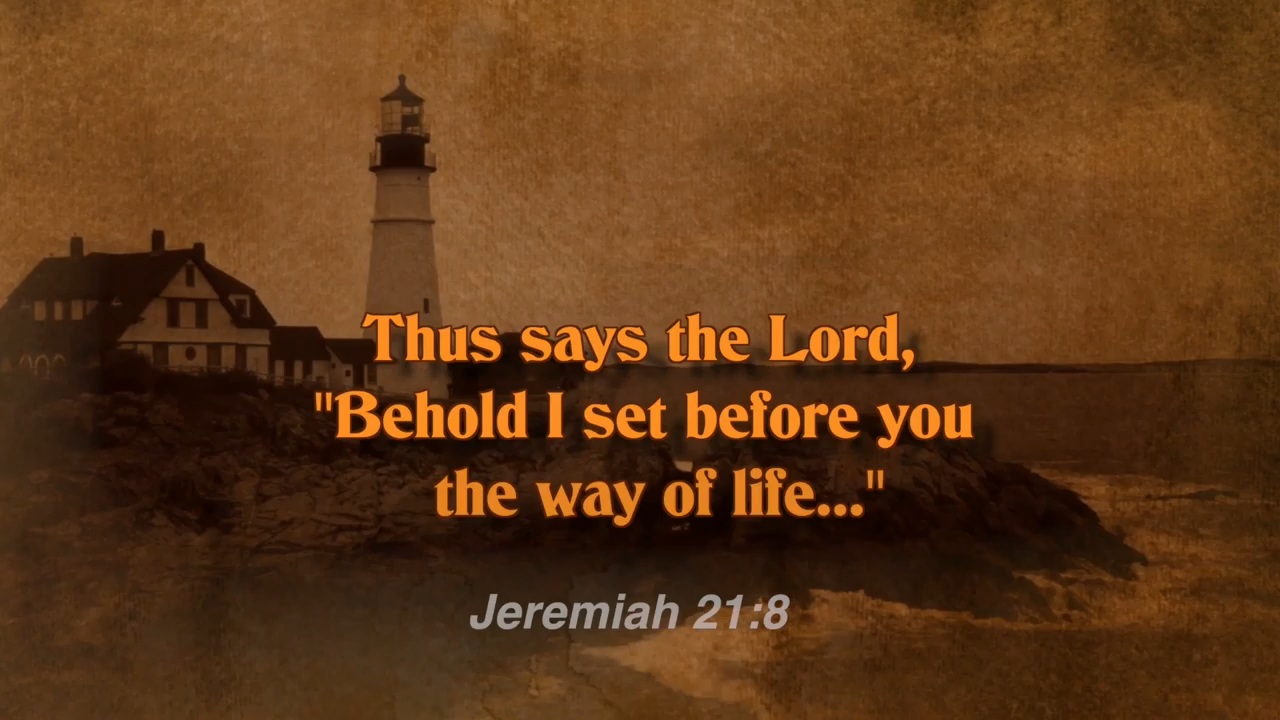 Thus says the Lord,
"Behold I set before you
the way of life..."
Jeremiah 21:8